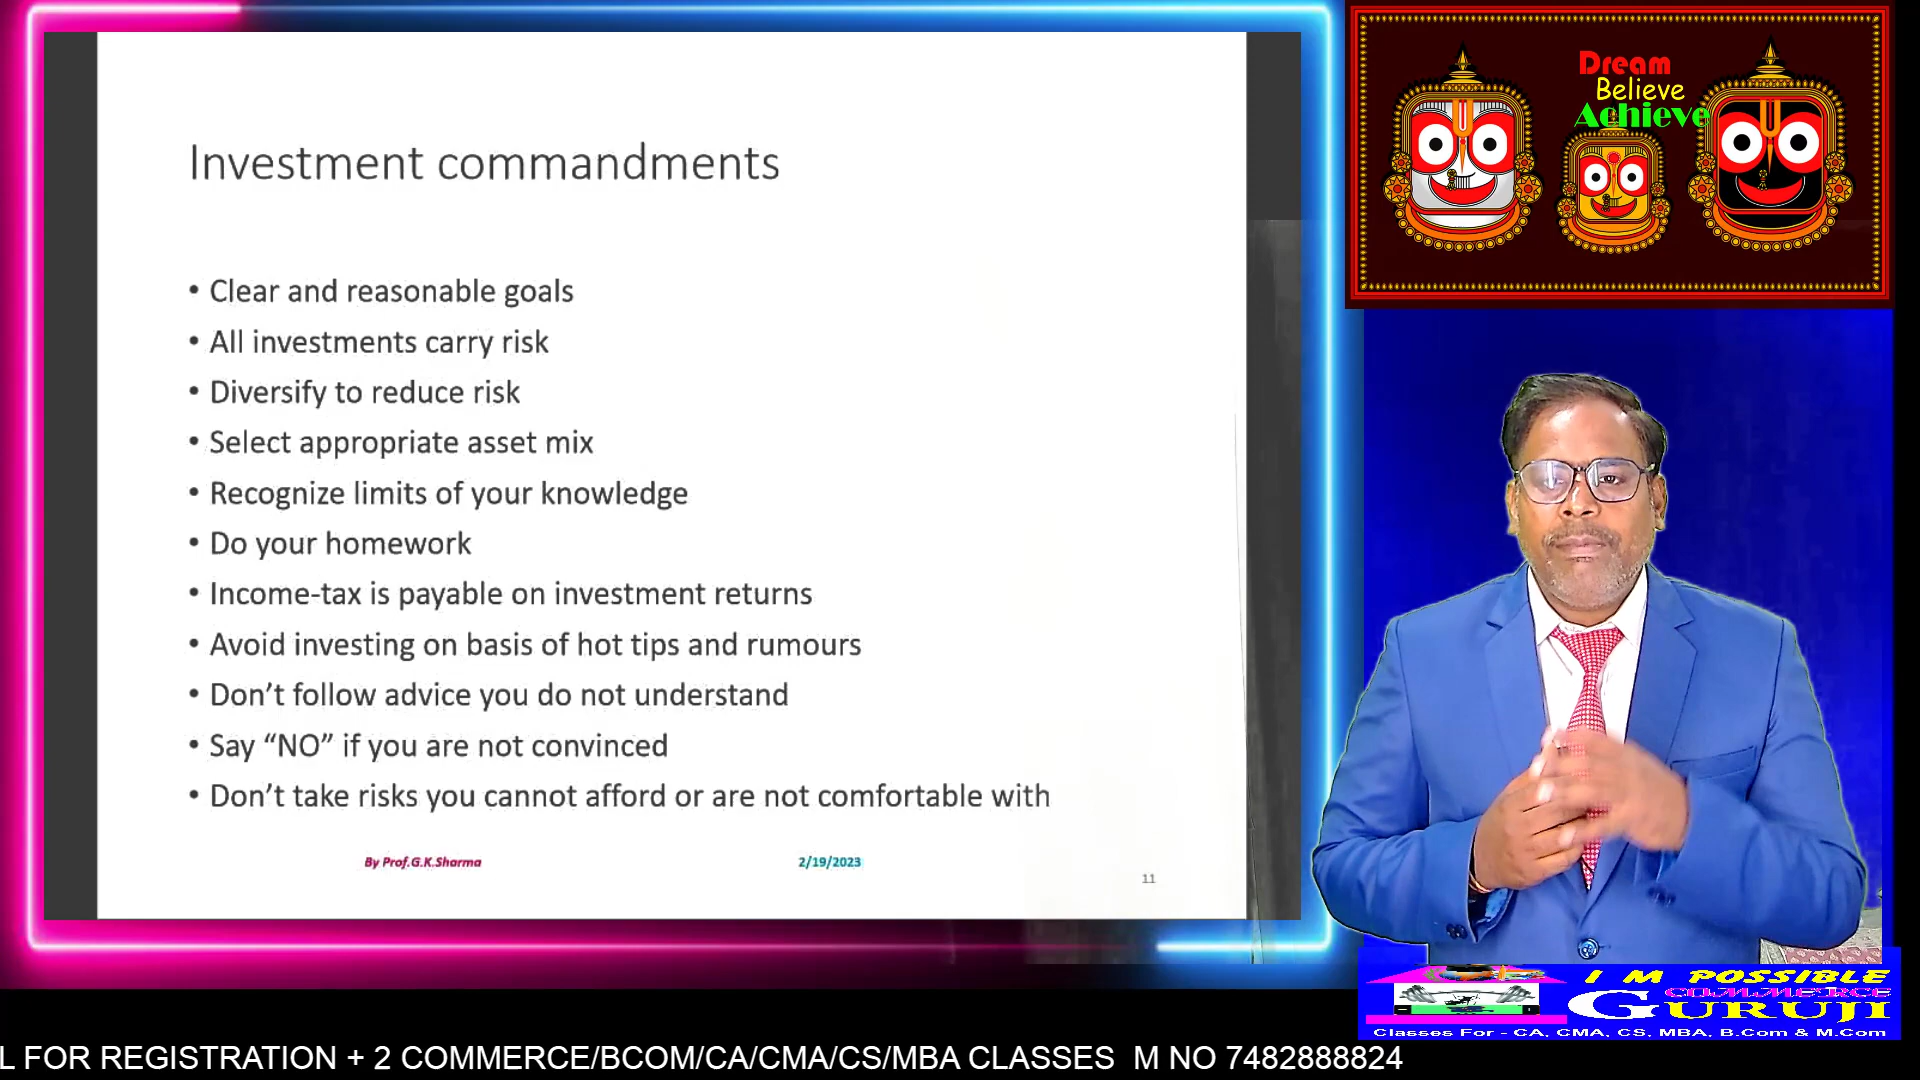 Investment commandments
• Clear and reasonable goals
• All investments carry risk
• Diversify to reduce risk
• Select appropriate asset mix
• Recognize limits of your knowledge
• Do your homework
• Income-tax is payable on investment returns
• Avoid investing on basis of hot tips and rumours
• Don’t follow advice you do not understand
• Say “NO” if you are not convinced
• Don’t take risks you cannot afford or are not comfortable with
By Prof.G.K.Sharma
2/19/2023
11
Dream
Believe
Achieve
I M POSSIBLE
COMMERCE
GURUJI
Classes For - CA, CMA, CS, MBA, B.Com & M.Com
L FOR REGISTRATION + 2 COMMERCE/BCOM/CA/CMA/CS/MBA CLASSES M NO 7482888824